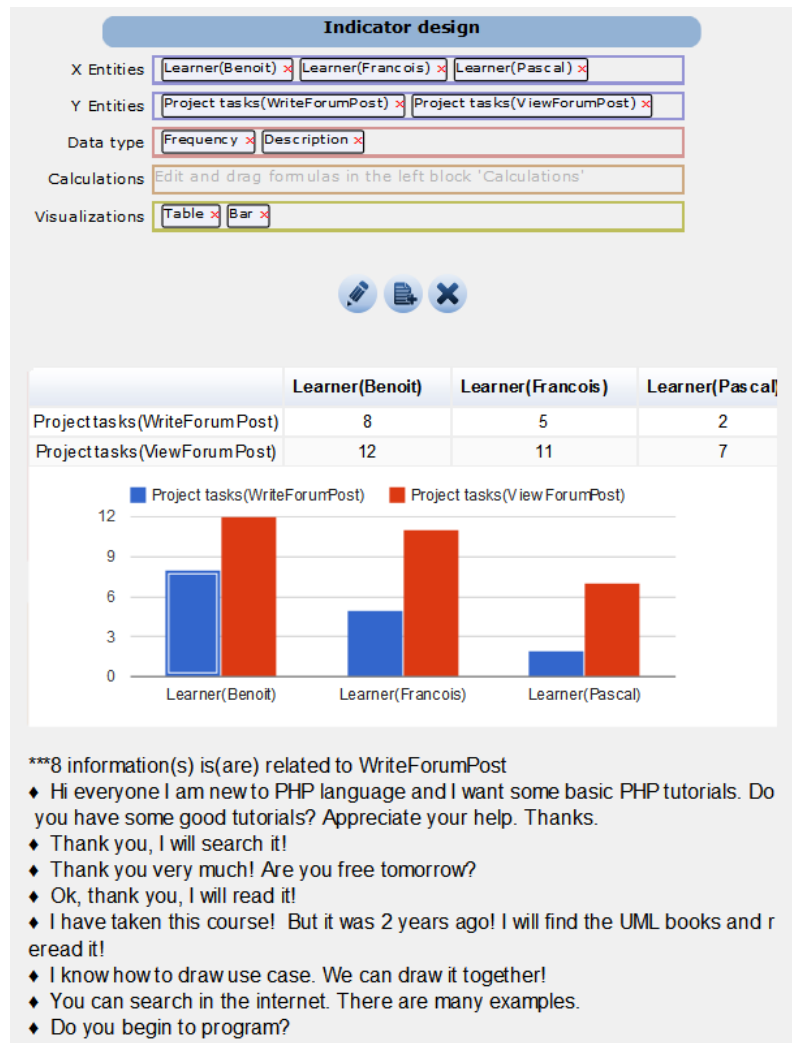 Indicator design
X Entities Learner(Benoit) x Learner(Francois) x Learner(Pascal) x
Y Entities Project tasks(WriteForumPost) x Project tasks(ViewForumPost) x
Data type Frequency x Description x
Calculations Edit and drag formulas in the left block 'Calculations'
Visualizations Table x Bar x
Learner(Benoit) Learner(Francois) Learner(Pascal)
Project tasks(WriteForumPost) 8 5 2
Project tasks(ViewForumPost) 12 11 7
Project tasks(WriteForumPost) Project tasks(ViewForumPost)
12
9
6
3
0
Learner(Benoit) Learner(Francois) Learner(Pascal)
***8 information(s) is(are) related to WriteForumPost
♦ Hi everyone I am new to PHP language and I want some basic PHP tutorials. Do
you have some good tutorials? Appreciate your help. Thanks.
♦ Thank you, I will search it!
♦ Thank you very much! Are you free tomorrow?
♦ Ok, thank you, I will read it!
♦ I have taken this course! But it was 2 years ago! I will find the UML books and r
eread it!
♦ I know how to draw use case. We can draw it together!
♦ You can search in the internet. There are many examples.
♦ Do you begin to program?